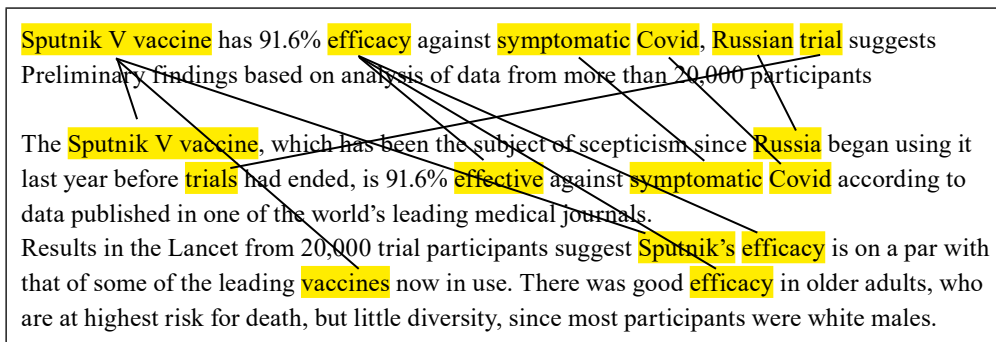 Sputnik V vaccine has 91.6% efficacy against symptomatic Covid, Russian trial suggests
Preliminary findings based on analysis of data from more than 20,000 participants
The Sputnik V vaccine, which has been the subject of scepticism since Russia began using it
last year before trials had ended, is 91.6% effective against symptomatic Covid according to
data published in one of the world’s leading medical journals.
Results in the Lancet from 20,000 trial participants suggest Sputnik’s efficacy is on a par with
that of some of the leading vaccines now in use. There was good efficacy in older adults, who
are at highest risk for death, but little diversity, since most participants were white males.